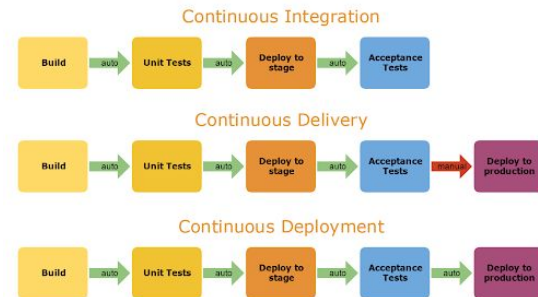 Continuous Integration
Build auto Unit Tests auto Deploy to stage auto Acceptance Tests
Continuous Delivery
Build auto Unit Tests auto Deploy to stage auto Acceptance Tests manual Deploy to production
Continuous Deployment
Build auto Unit Tests auto Deploy to stage auto Acceptance Tests auto Deploy to production